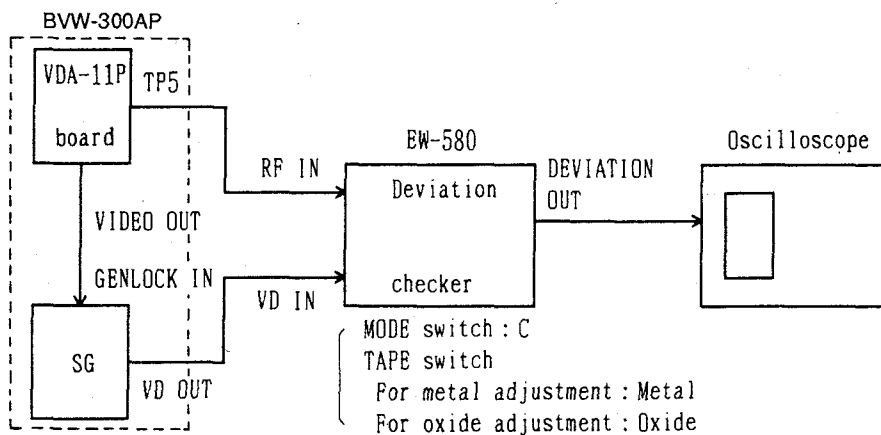 BVW-300AP
VDA-11P
board
TP5
EW-580
Oscilloscope
RF IN
Deviation
checker
DEVIATION
OUT
VIDEO OUT
GENLOCK IN
VD IN
SG
VD OUT
MODE switch : C
TAPE switch
For metal adjustment : Metal
For oxide adjustment : Oxide